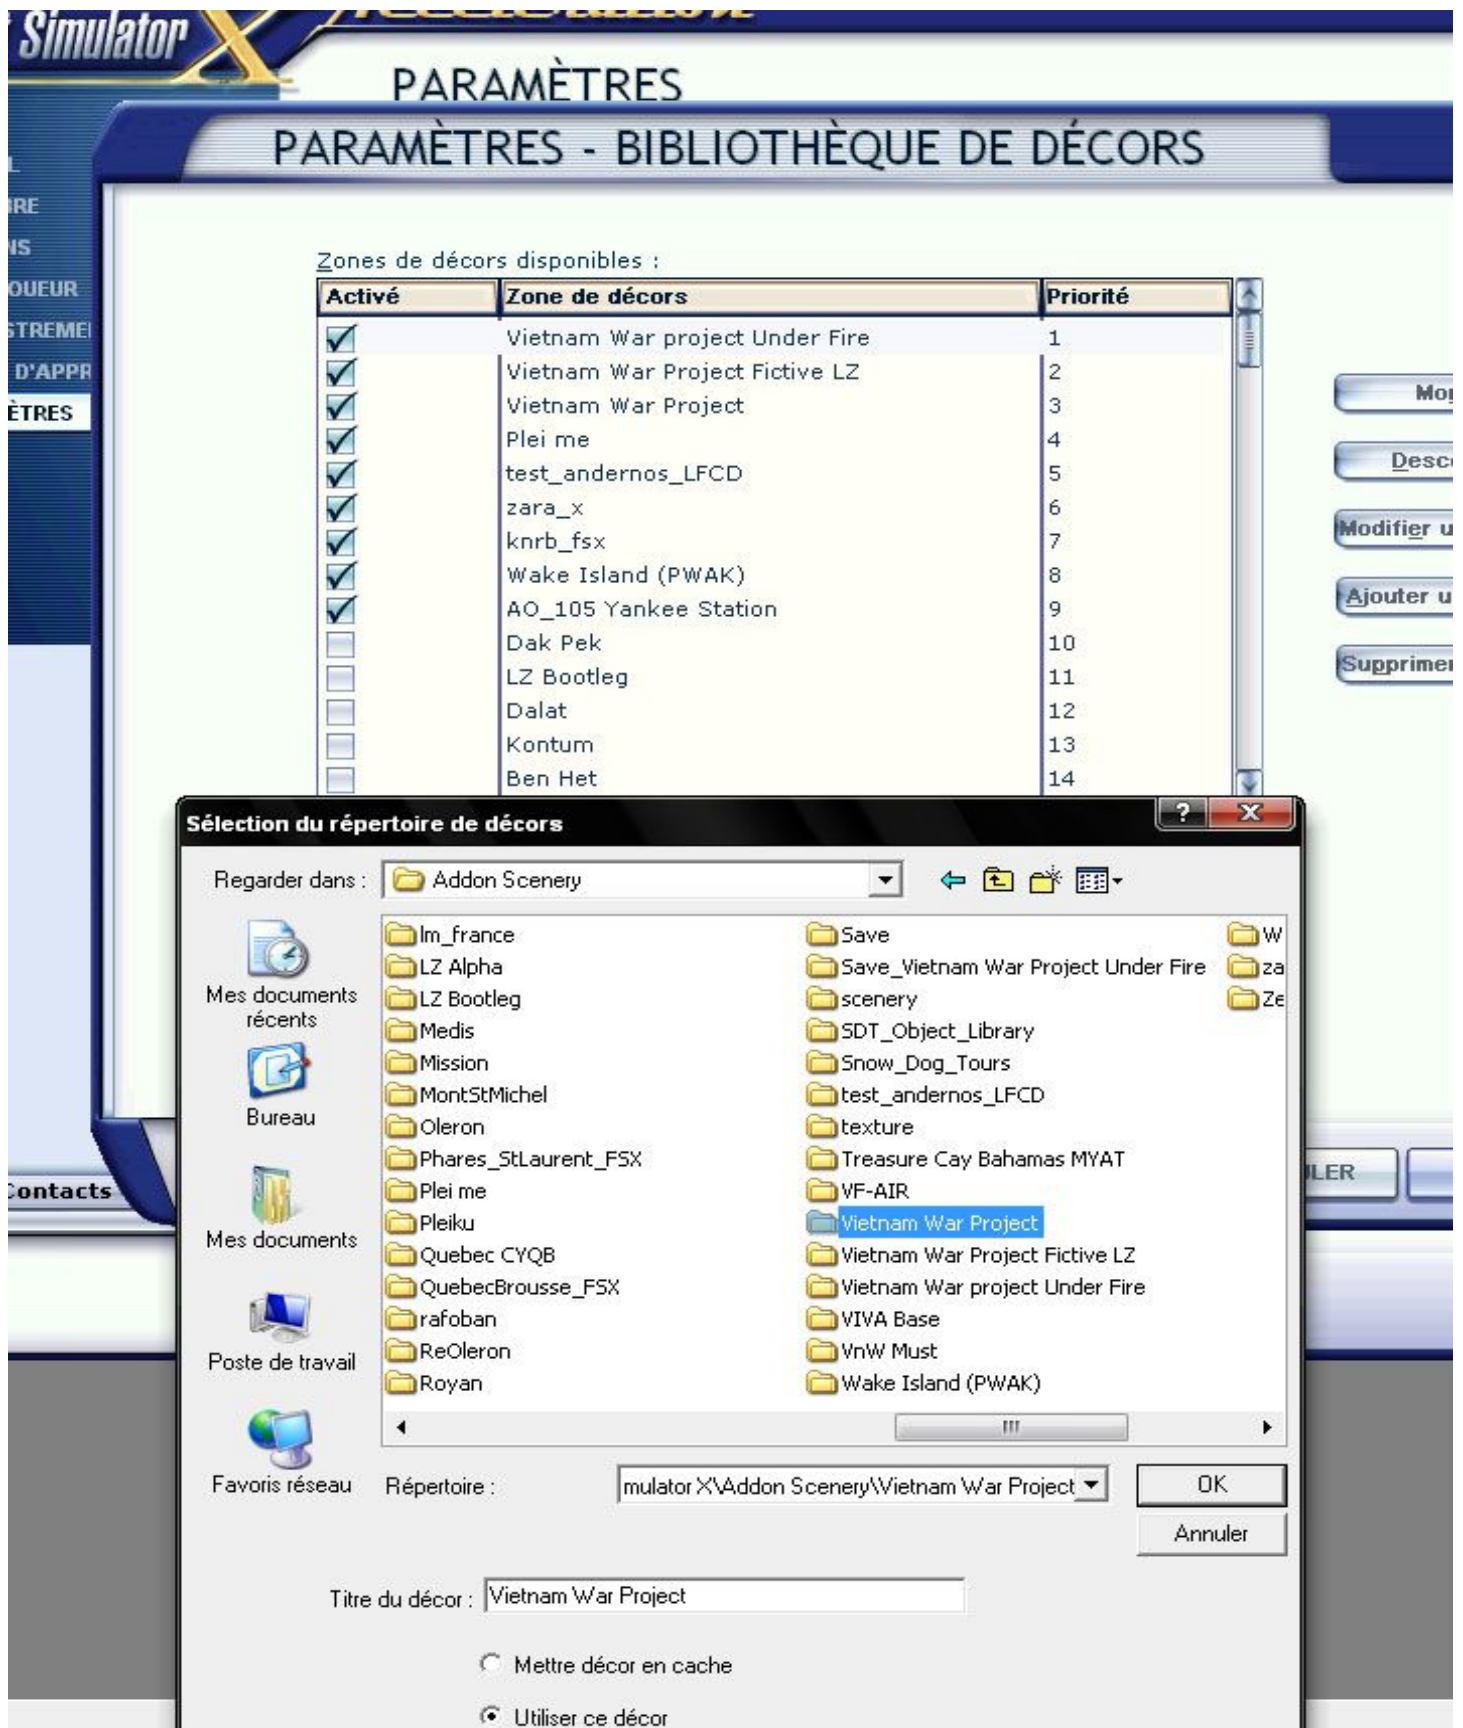 Simulator X
PARAMÈTRES
PARAMÈTRES - BIBLIOTHÈQUE DE DÉCORS
Zones de décors disponibles :
Activé Zone de décors Priorité
Vietnam War project Under Fire 1
Vietnam War Project Fictive LZ 2
Vietnam War Project 3
Plei me 4
test_andernos_LFCD 5
zara_x 6
knrb_fsx 7
Wake Island (PWAK) 8
AO_105 Yankee Station 9
Dak Pek 10
LZ Bootleg 11
Dalat 12
Kontum 13
Ben Het 14
BRE
NS
OUEUR
STREME
D'APPR
ÈTRES
Mo
Desc
Modifier u
Ajouter u
Supprimer
Contacts
LER
Sélection du répertoire de décors
? X
Regarder dans : Addon Scenery
Mes documents récents
Bureau
Mes documents
Poste de travail
Favoris réseau
lm_france
LZ Alpha
LZ Bootleg
Medis
Mission
MontStMichel
Oleron
Phares_StLaurent_FSX
Plei me
Pleiku
Quebec CYQB
QuebecBrousse_FSX
rafoban
ReOleron
Royan
Save
Save_Vietnam War Project Under Fire
scenery
SDT_Object_Library
Snow_Dog_Tours
test_andernos_LFCD
texture
Treasure Cay Bahamas MYAT
VF-AIR
Vietnam War Project
Vietnam War Project Fictive LZ
Vietnam War project Under Fire
VIVA Base
VnW Must
Wake Island (PWAK)
W
za
Ze
Répertoire : mulator X\Addon Scenery\Vietnam War Project
OK
Annuler
Titre du décor : Vietnam War Project
Mettre décor en cache
Utiliser ce décor